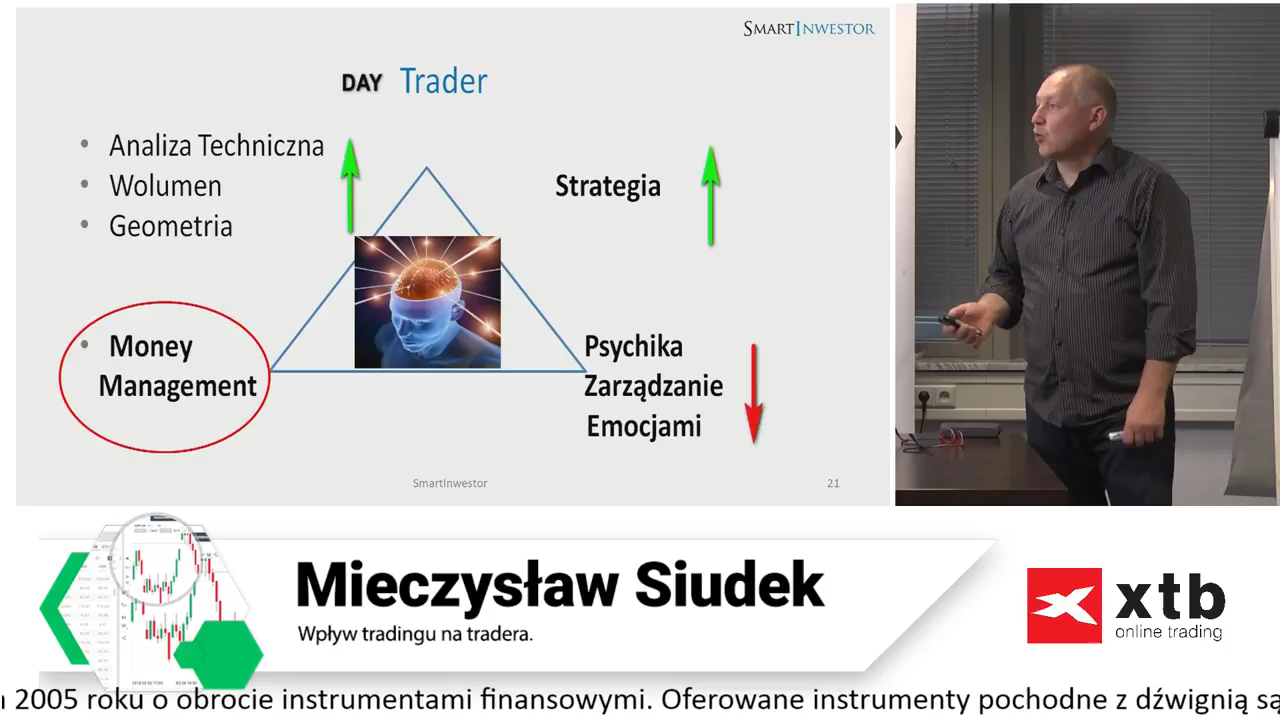 SMARTINWESTOR
DAY Trader
Analiza Techniczna
Wolumen
Geometria
Strategia
Money
Management
Psychika
Zarządzanie
Emocjami
SmartInwestor
21
Mieczysław Siudek
Wpływ tradingu na tradera.
xtb
online trading
2005 roku o obrocie instrumentami finansowymi. Oferowane instrumenty pochodne z dźwignią są